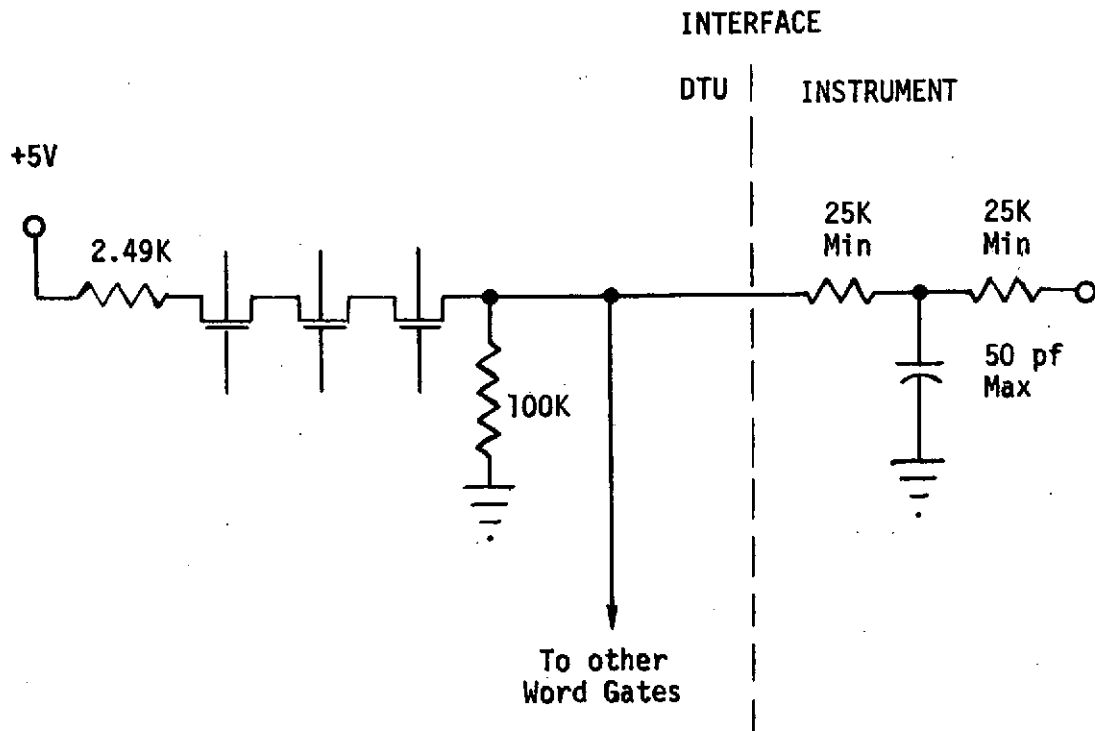 INTERFACE
DTU
INSTRUMENT
+5V
2.49K
25K
Min
25K
Min
100K
50 pf
Max
To other
Word Gates